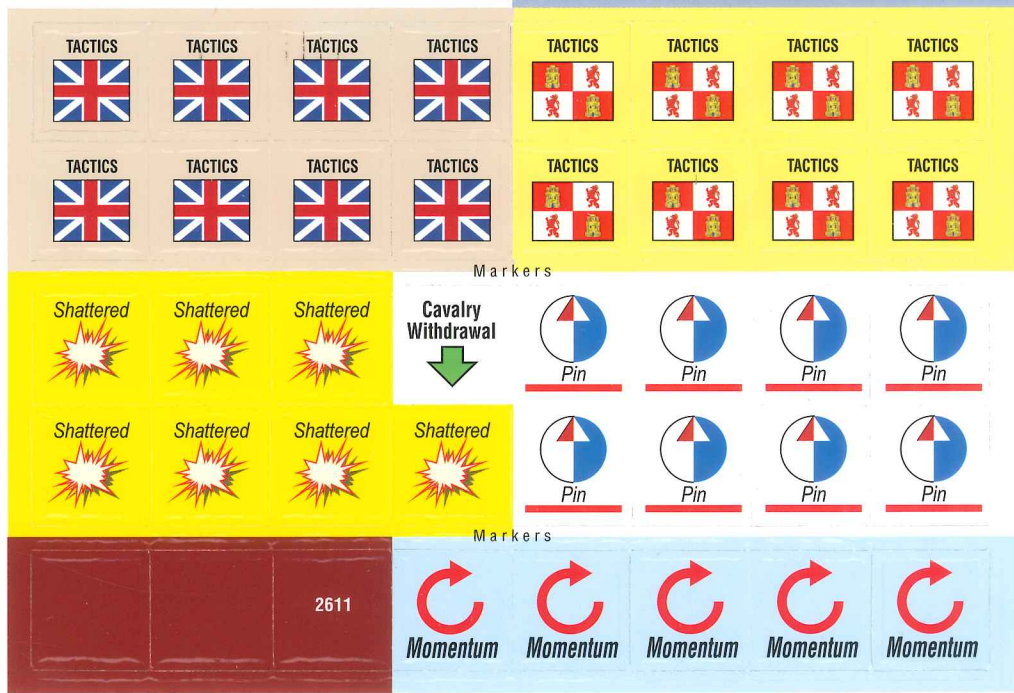 TACTICS TACTICS TACTICS TACTICS TACTICS TACTICS TACTICS TACTICS
TACTICS TACTICS TACTICS TACTICS TACTICS TACTICS TACTICS TACTICS
Markers
Shattered Shattered Shattered Cavalry
Withdrawal
Pin Pin Pin Pin
Shattered Shattered Shattered Shattered
Pin Pin Pin Pin
Markers
2611
Momentum Momentum Momentum Momentum Momentum